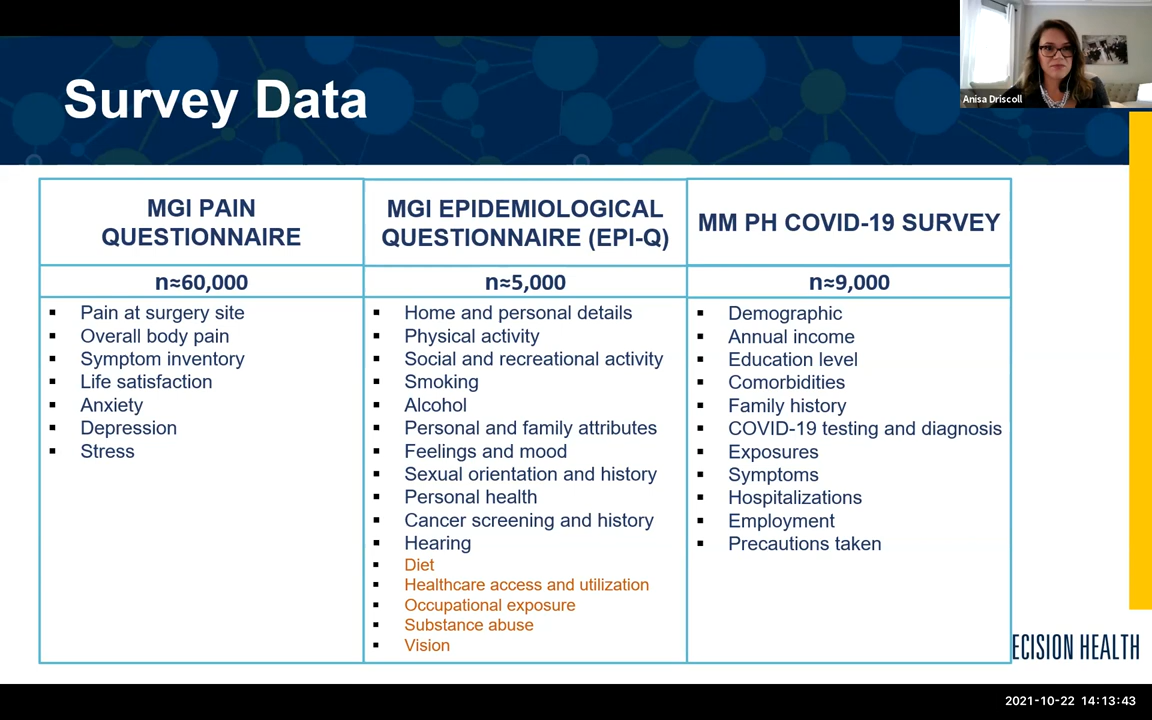 Survey Data
Anisa Driscoll
MGI PAIN
QUESTIONNAIRE
MGI EPIDEMIOLOGICAL
QUESTIONNAIRE (EPI-Q)
MM PH COVID-19 SURVEY
n≈60,000
n≈5,000
n≈9,000
▪ Pain at surgery site
▪ Overall body pain
▪ Symptom inventory
▪ Life satisfaction
▪ Anxiety
▪ Depression
▪ Stress
▪ Home and personal details
▪ Physical activity
▪ Social and recreational activity
▪ Smoking
▪ Alcohol
▪ Personal and family attributes
▪ Feelings and mood
▪ Sexual orientation and history
▪ Personal health
▪ Cancer screening and history
▪ Hearing
▪ Diet
▪ Healthcare access and utilization
▪ Occupational exposure
▪ Substance abuse
▪ Vision
▪ Demographic
▪ Annual income
▪ Education level
▪ Comorbidities
▪ Family history
▪ COVID-19 testing and diagnosis
▪ Exposures
▪ Symptoms
▪ Hospitalizations
▪ Employment
▪ Precautions taken
ECISION HEALTH
2021-10-22 14:13:43